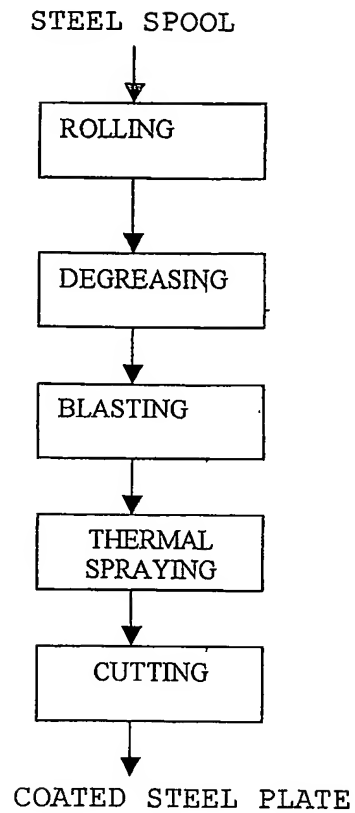 STEEL SPOOL
ROLLING
DEGREASING
BLASTING
THERMAL
SPRAYING
CUTTING
COATED STEEL PLATE